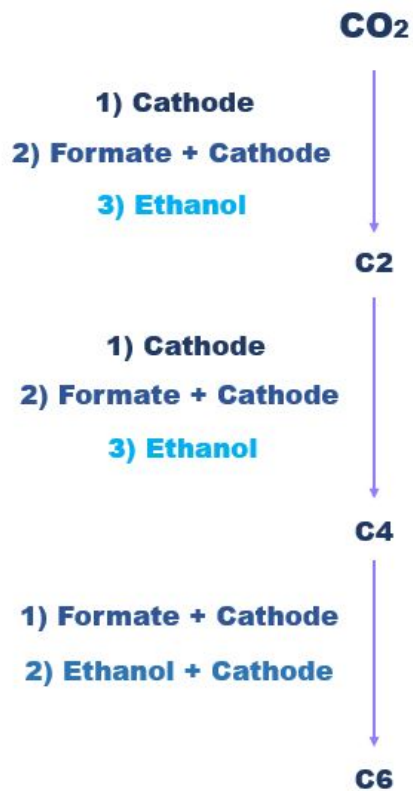 CO2
1) Cathode
2) Formate + Cathode
3) Ethanol
C2
1) Cathode
2) Formate + Cathode
3) Ethanol
C4
1) Formate + Cathode
2) Ethanol + Cathode
C6